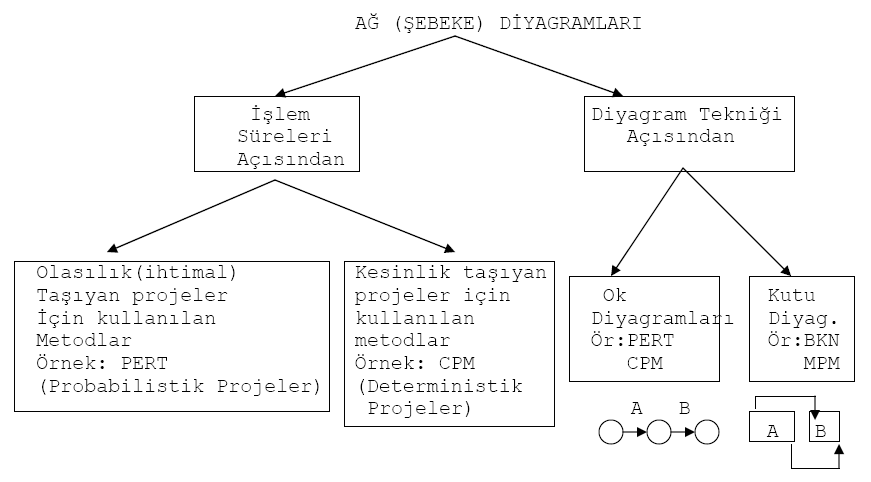 AĞ (ŞEBEKE) DİYAGRAMLARI
İşlem
Süreleri
Açısından
Diyagram Tekniği
Açısından
Olasılık(ihtimal)
Taşıyan projeler
İçin kullanılan
Metodlar
Örnek: PERT
(Probabilistik Projeler)
Kesinlik taşıyan
projeler için
kullanılan
metodlar
Örnek: CPM
(Deterministik
Projeler)
Ok
Diyagramları
Ör:PERT
CPM
Kutu
Diyag.
Ör:BKN
MPM
A B
A B